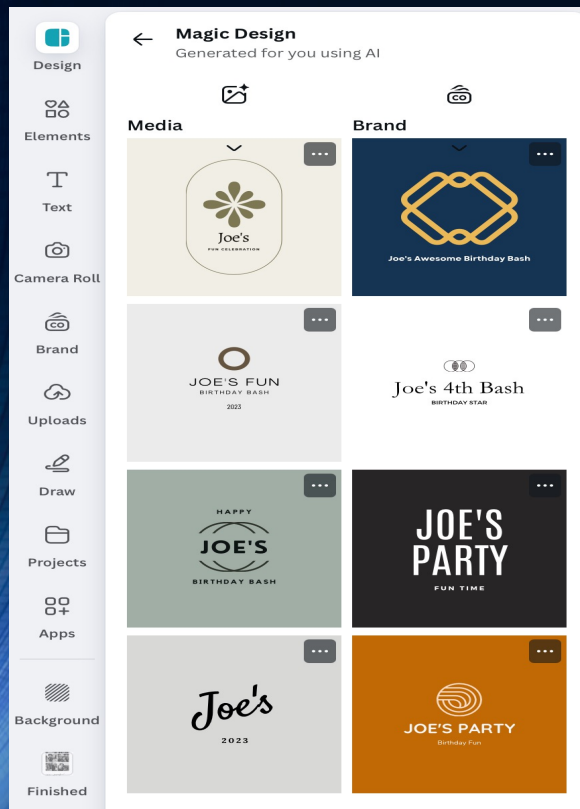 Design
Elements
Text
Camera Roll
CO
Brand
Uploads
Draw
Projects
Apps
Background
Finished
Magic Design
Generated for you using AI
CO
Media
Brand
Joe's
FUN CELEBRATION
Joe's Awesome Birthday Bash
JOE'S FUN
BIRTHDAY BASH
2023
Joe's 4th Bash
BIRTHDAY STAR
HAPPY
JOE'S
BIRTHDAY BASH
JOE'S
PARTY
FUN TIME
Joe's
2023
JOE'S PARTY
Birthday Fun